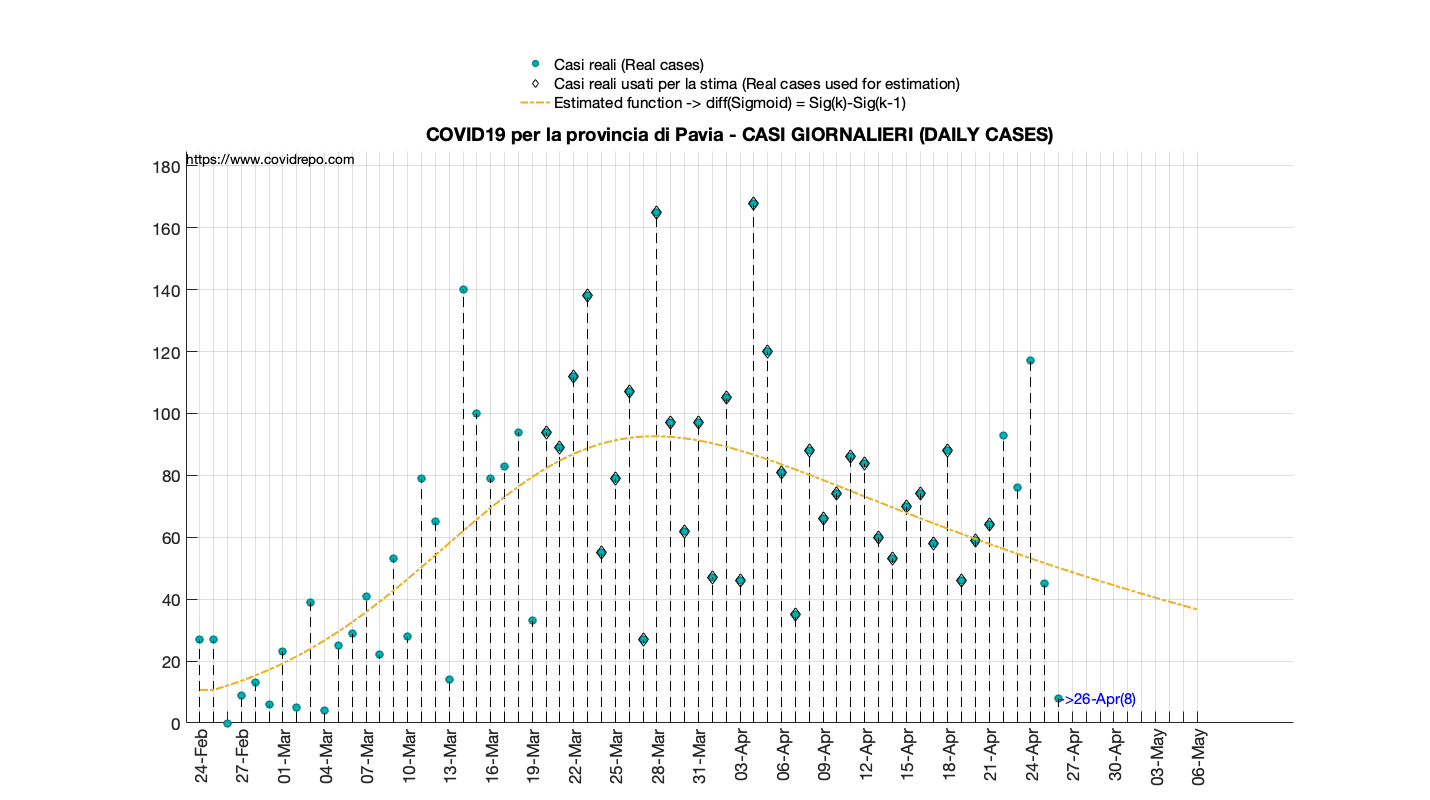 Casi reali (Real cases)
Casi reali usati per la stima (Real cases used for estimation)
Estimated function -> diff(Sigmoid) = Sig(k)-Sig(k-1)
COVID19 per la provincia di Pavia - CASI GIORNALIERI (DAILY CASES)
https://www.covidrepo.com
180
160
140
120
100
80
60
40
20
0
>26-Apr(8)
24-Feb
27-Feb
01-Mar
04-Mar
07-Mar
10-Mar
13-Mar
16-Mar
19-Mar
22-Mar
25-Mar
28-Mar
31-Mar
03-Apr
06-Apr
09-Apr
12-Apr
15-Apr
18-Apr
21-Apr
24-Apr
27-Apr
30-Apr
03-May
06-May